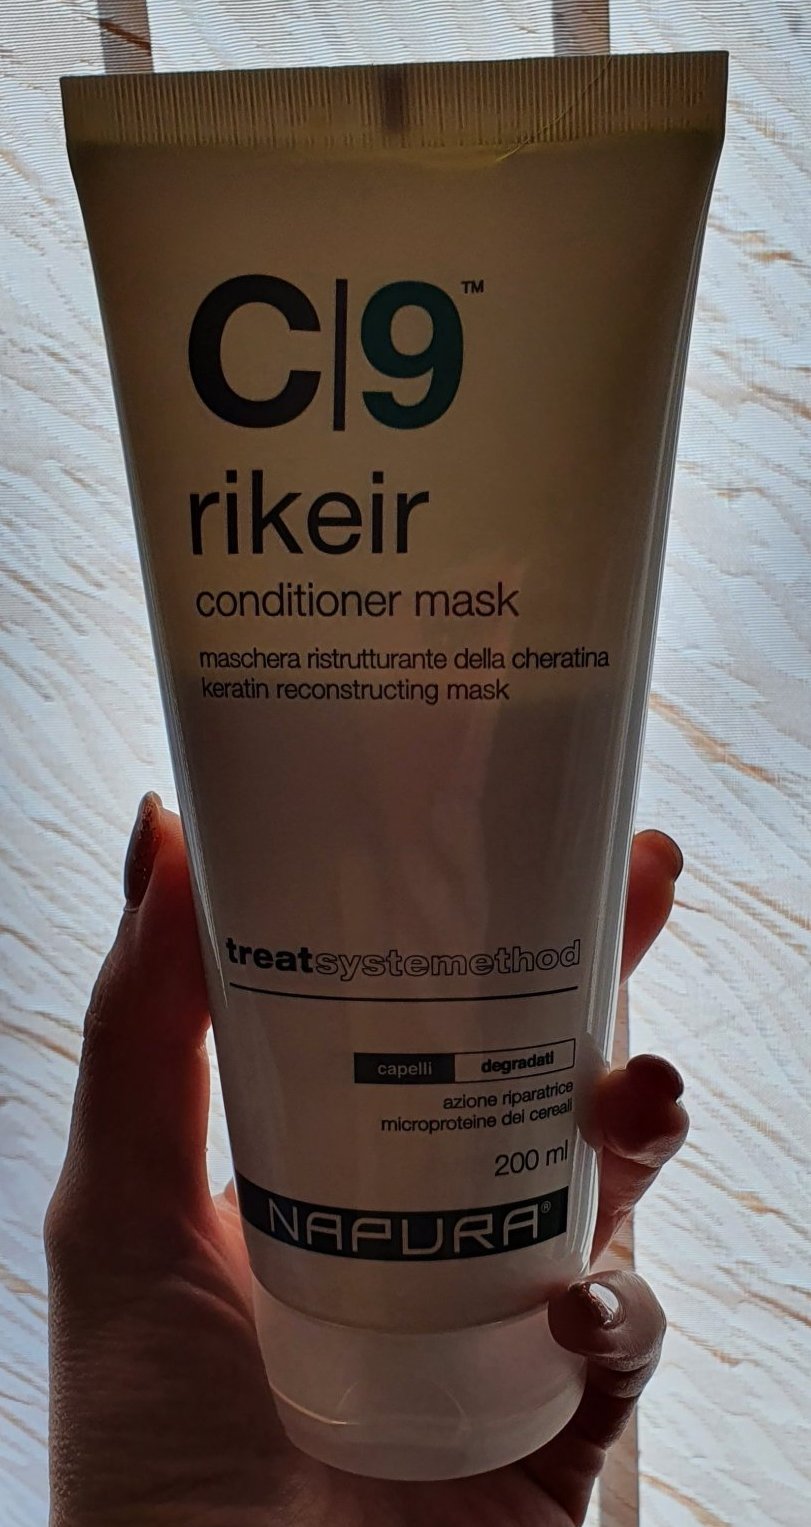 C|9™
rikeir
conditioner mask
maschera ristrutturante della cheratina
keratin reconstructing mask
treatsystemethod
capelli degradati
azione riparatrice
microproteine dei cereali
200 ml
NAPURA®